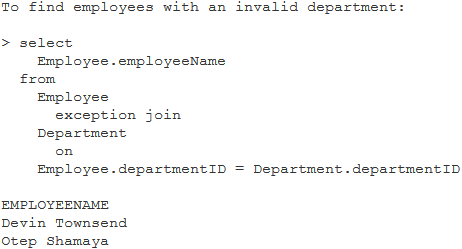 To find employees with an invalid department:
> select
Employee.employeeName
from
Employee
exception join
Department
on
Employee.departmentID = Department.departmentID
EMPLOYEENAME
Devin Townsend
Otep Shamaya